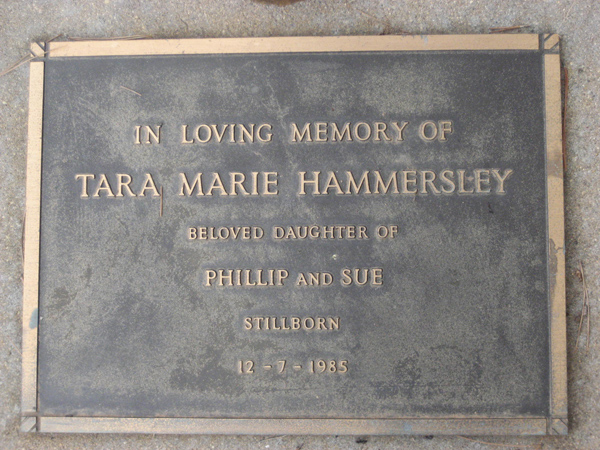 IN LOVING MEMORY OF
TARA MARIE HAMMERSLEY
BELOVED DAUGHTER OF
PHILLIP AND SUE
STILLBORN
12 - 7 - 1985